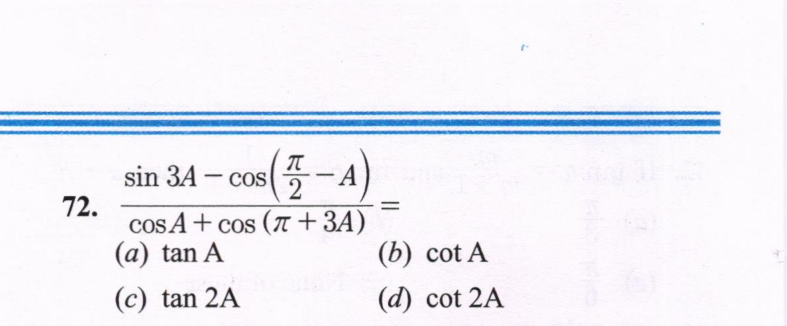 72. \frac{\sin 3A - \cos\left(\frac{\pi}{2} - A\right)}{\cos A + \cos (\pi + 3A)} =
(a) tan A (b) cot A
(c) tan 2A (d) cot 2A